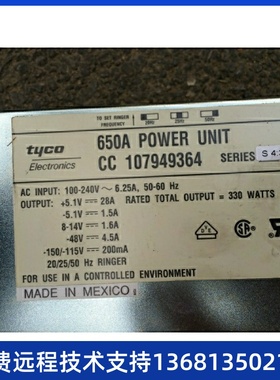 TO SET RINGER
FREQUENCY
20Hz
25Hz
50Hz
tyco
Electronics
650A POWER UNIT
CC 107949364 SERIES
AC INPUT: 100-240V ~ 6.25A, 50-60 Hz
OUTPUT: +5.1V ⎓ 28A RATED TOTAL OUTPUT = 330 WATTS
-5.1V ⎓ 1.5A
8-14V ⎓ 1.6A
-48V ⎓ 4.5A
-150/-115V ⎓ 200mA
20/25/50 Hz RINGER
FOR USE IN A CONTROLLED ENVIRONMENT
MADE IN MEXICO
费远程技术支持1368135021